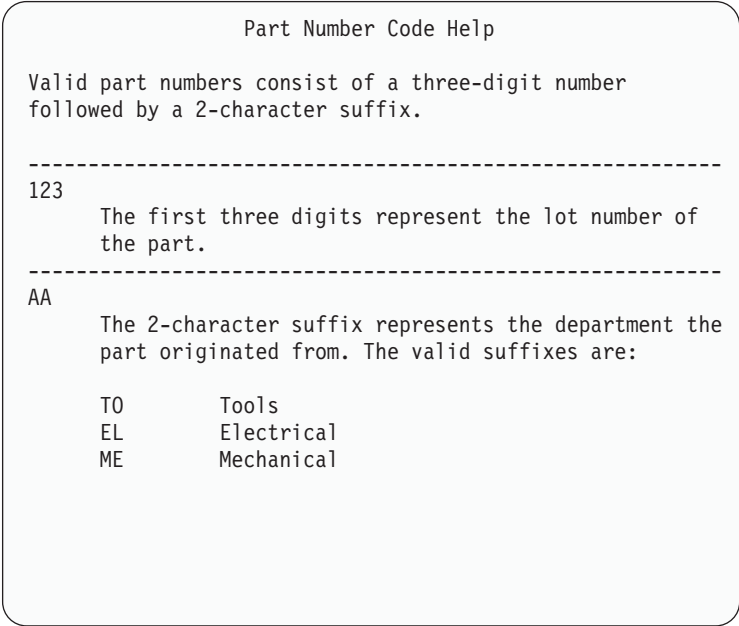 Part Number Code Help
Valid part numbers consist of a three-digit number
followed by a 2-character suffix.
----------------------------------------------------------
123
The first three digits represent the lot number of
the part.
----------------------------------------------------------
AA
The 2-character suffix represents the department the
part originated from. The valid suffixes are:
TO Tools
EL Electrical
ME Mechanical